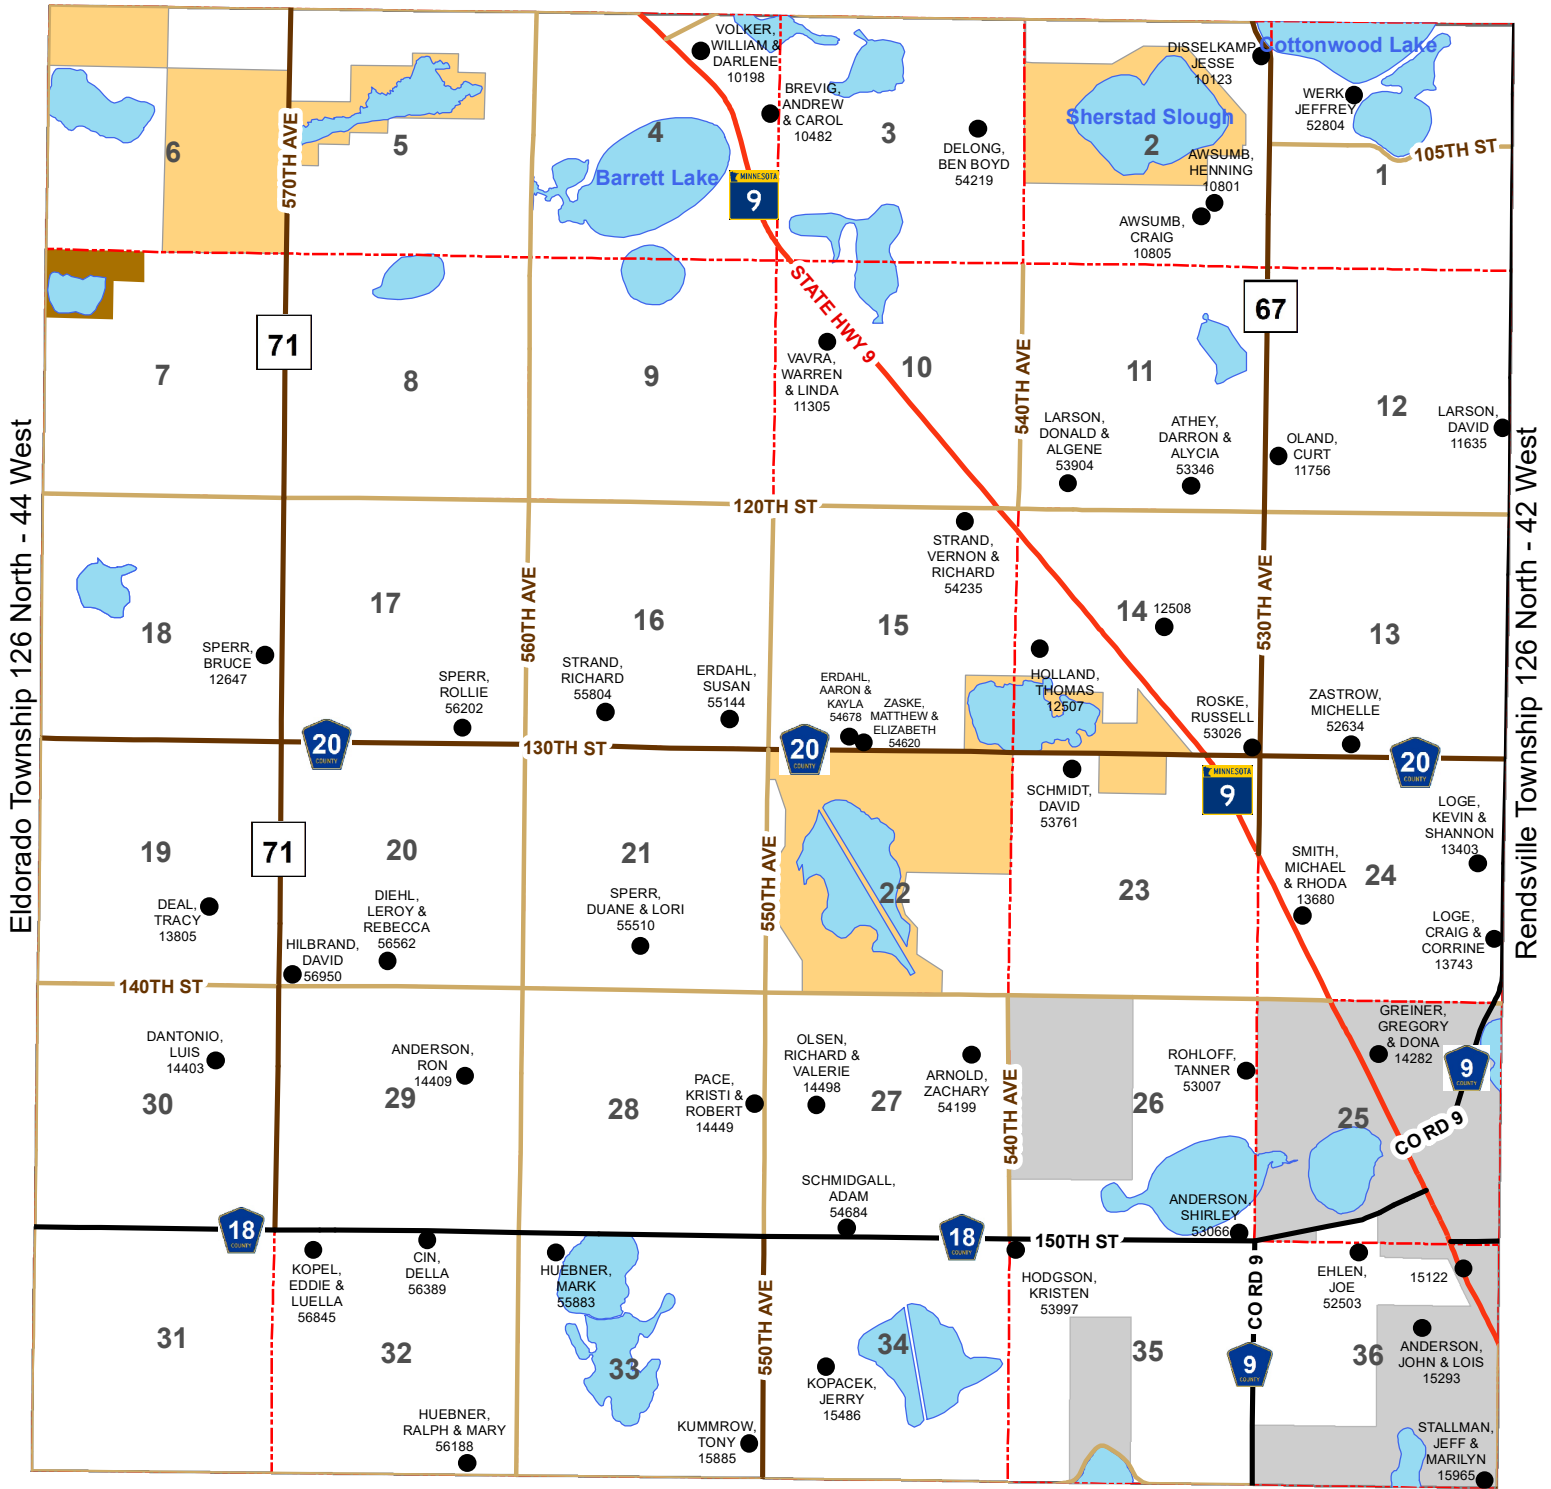 VOLKER,
WILLIAM &
DARLENE
10198
BREVIG,
ANDREW
& CAROL
10482
DISSELKAMP,
JESSE
10123
Cottonwood Lake
WERK,
JEFFREY
52804
570TH AVE
6
5
4
3
2
1
Barrett Lake
MINNESOTA
9
DELONG,
BEN BOYD
54219
Sherstad Slough
AWSUMB,
HENNING
10801
AWSUMB,
CRAIG
10805
105TH ST
STATE HWY 9
71
67
7
8
9
10
11
12
VAVRA,
WARREN
& LINDA
11305
540TH AVE
LARSON,
DONALD &
ALGENE
53904
ATHEY,
DARRON &
ALYCIA
53346
OLAND,
CURT
11756
LARSON,
DAVID
11635
Eldorado Township 126 North - 44 West
Rendsville Township 126 North - 42 West
120TH ST
STRAND,
VERNON &
RICHARD
54235
560TH AVE
530TH AVE
18
17
16
15
14
12508
13
SPERR,
BRUCE
12647
SPERR,
ROLLIE
56202
STRAND,
RICHARD
55804
ERDAHL,
SUSAN
55144
ERDAHL,
AARON &
KAYLA
54678
ZASKE,
MATTHEW &
ELIZABETH
54620
HOLLAND,
THOMAS
12507
ROSKE,
RUSSELL
53026
ZASTROW,
MICHELLE
52634
20
COUNTY
130TH ST
20
COUNTY
20
COUNTY
MINNESOTA
9
SCHMIDT,
DAVID
53761
LOGE,
KEVIN &
SHANNON
13403
71
19
20
21
22
23
24
550TH AVE
SMITH,
MICHAEL
& RHODA
13680
DEAL,
TRACY
13805
DIEHL,
LEROY &
REBECCA
56562
HILBRAND,
DAVID
56950
SPERR,
DUANE & LORI
55510
LOGE,
CRAIG &
CORRINE
13743
140TH ST
DANTONIO,
LUIS
14403
ANDERSON,
RON
14409
PACE,
KRISTI &
ROBERT
14449
OLSEN,
RICHARD &
VALERIE
14498
ARNOLD,
ZACHARY
54199
540TH AVE
ROHLOFF,
TANNER
53007
GREINER,
GREGORY
& DONA
14282
9
COUNTY
CO RD 9
30
29
28
27
26
25
SCHMIDGALL,
ADAM
54684
ANDERSON,
SHIRLEY
53066
18
COUNTY
18
COUNTY
150TH ST
KOPEL,
EDDIE &
LUELLA
56845
CIN,
DELLA
56389
HUEBNER,
MARK
55883
550TH AVE
HODGSON,
KRISTEN
53997
CO RD 9
EHLEN,
JOE
52503
15122
31
32
33
34
35
36
9
COUNTY
KOPACEK,
JERRY
15486
ANDERSON,
JOHN & LOIS
15293
HUEBNER,
RALPH & MARY
56188
KUMMROW,
TONY
15885
STALLMAN,
JEFF &
MARILYN
15965